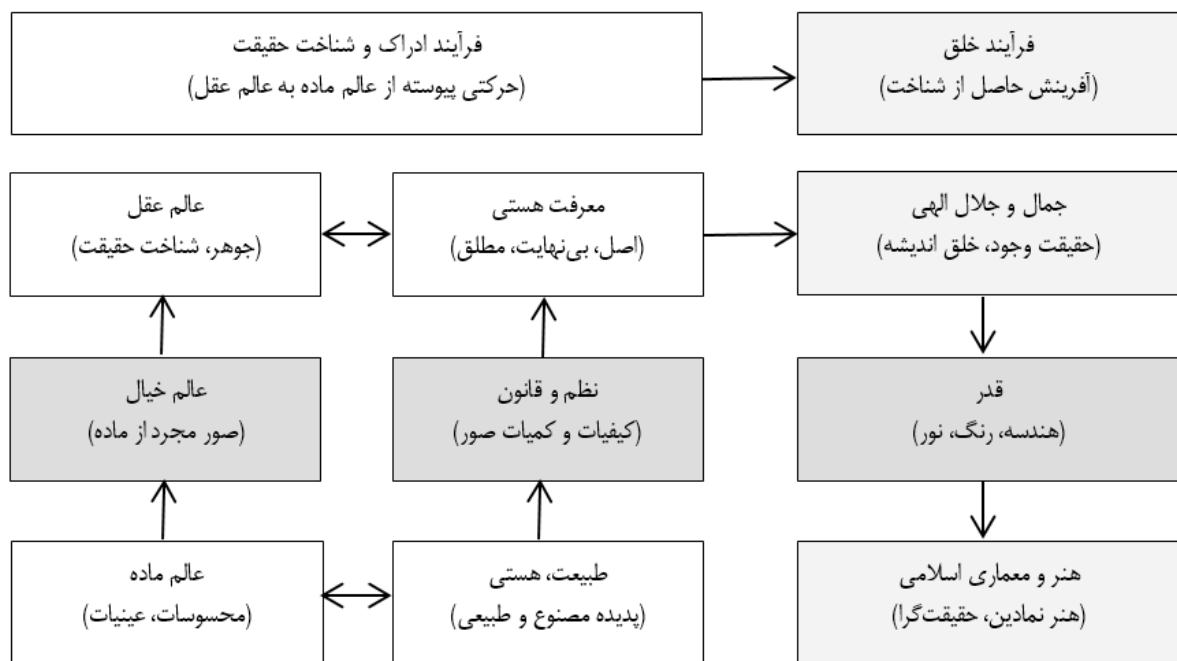 فرآیند خلق
(آفرینش حاصل از شناخت)
فرآیند ادراک و شناخت حقیقت
(حرکتی پیوسته از عالم ماده به عالم عقل)
جمال و جلال الهی
(حقیقت وجود، خلق اندیشه)
معرفت هستی
(اصل، بی‌نهایت، مطلق)
عالم عقل
(جوهر، شناخت حقیقت)
قدر
(هندسه، رنگ، نور)
نظم و قانون
(کیفیات و کمیات صور)
عالم خیال
(صور مجرد از ماده)
هنر و معماری اسلامی
(هنر نمادین، حقیقت‌گرا)
طبیعت، هستی
(پدیده مصنوع و طبیعی)
عالم ماده
(محسوسات، عینیات)